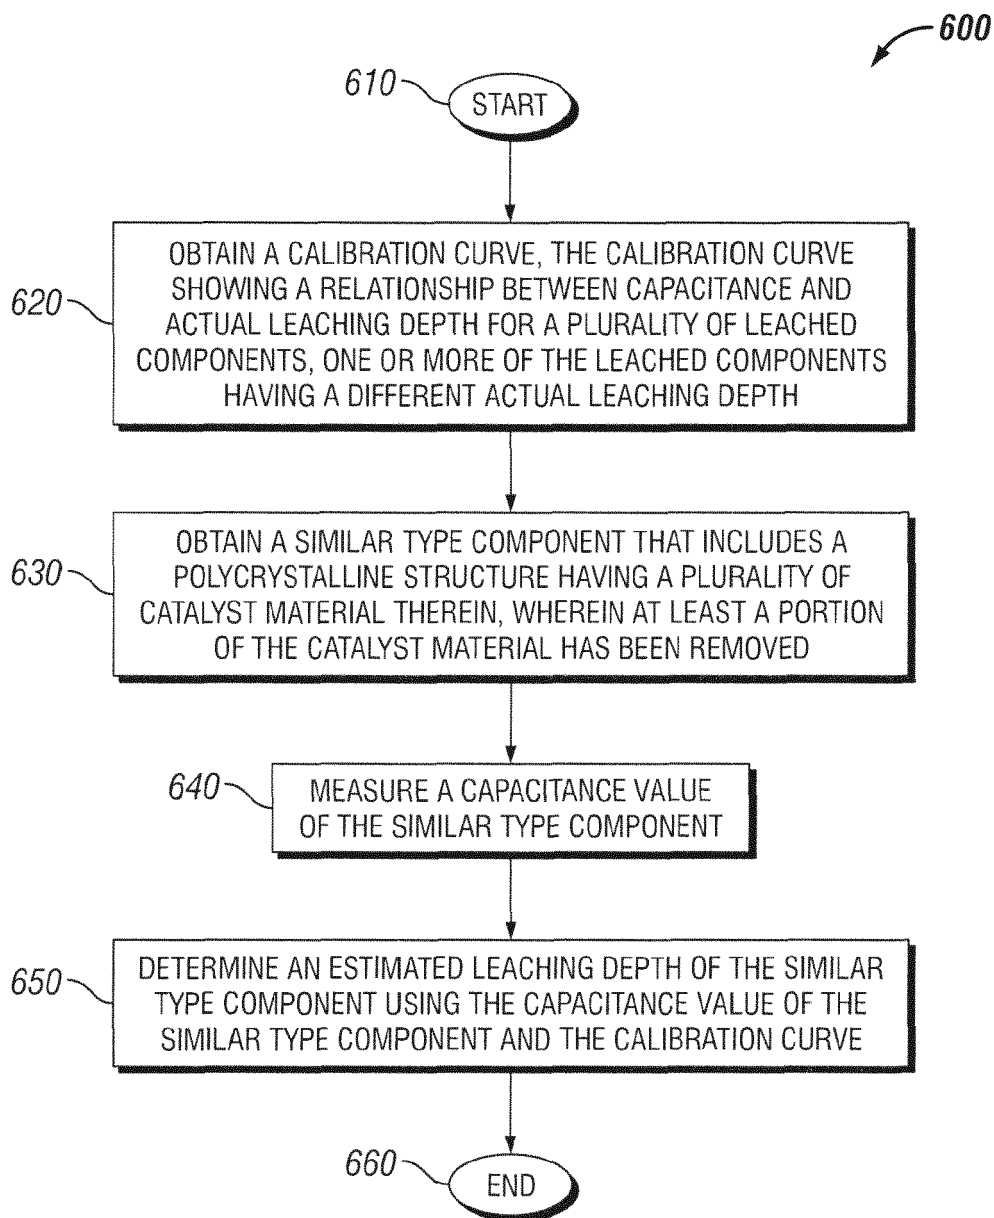 600
610
START
620
OBTAIN A CALIBRATION CURVE, THE CALIBRATION CURVE
SHOWING A RELATIONSHIP BETWEEN CAPACITANCE AND
ACTUAL LEACHING DEPTH FOR A PLURALITY OF LEACHED
COMPONENTS, ONE OR MORE OF THE LEACHED COMPONENTS
HAVING A DIFFERENT ACTUAL LEACHING DEPTH
630
OBTAIN A SIMILAR TYPE COMPONENT THAT INCLUDES A
POLYCRYSTALLINE STRUCTURE HAVING A PLURALITY OF
CATALYST MATERIAL THEREIN, WHEREIN AT LEAST A PORTION
OF THE CATALYST MATERIAL HAS BEEN REMOVED
640
MEASURE A CAPACITANCE VALUE
OF THE SIMILAR TYPE COMPONENT
650
DETERMINE AN ESTIMATED LEACHING DEPTH OF THE SIMILAR
TYPE COMPONENT USING THE CAPACITANCE VALUE OF THE
SIMILAR TYPE COMPONENT AND THE CALIBRATION CURVE
660
END